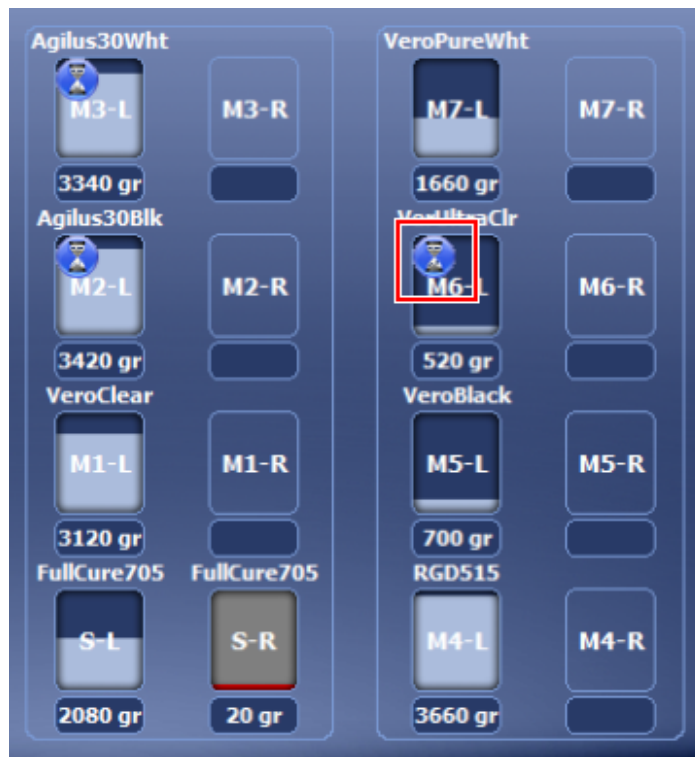 Agilus30Wht
M3-L M3-R
3340 gr
Agilus30Blk
M2-L M2-R
3420 gr
VeroClear
M1-L M1-R
3120 gr
FullCure705 FullCure705
S-L S-R
2080 gr 20 gr
VeroPureWht
M7-L M7-R
1660 gr
VerUltraClr
M6-L M6-R
520 gr
VeroBlack
M5-L M5-R
700 gr
RGD515
M4-L M4-R
3660 gr